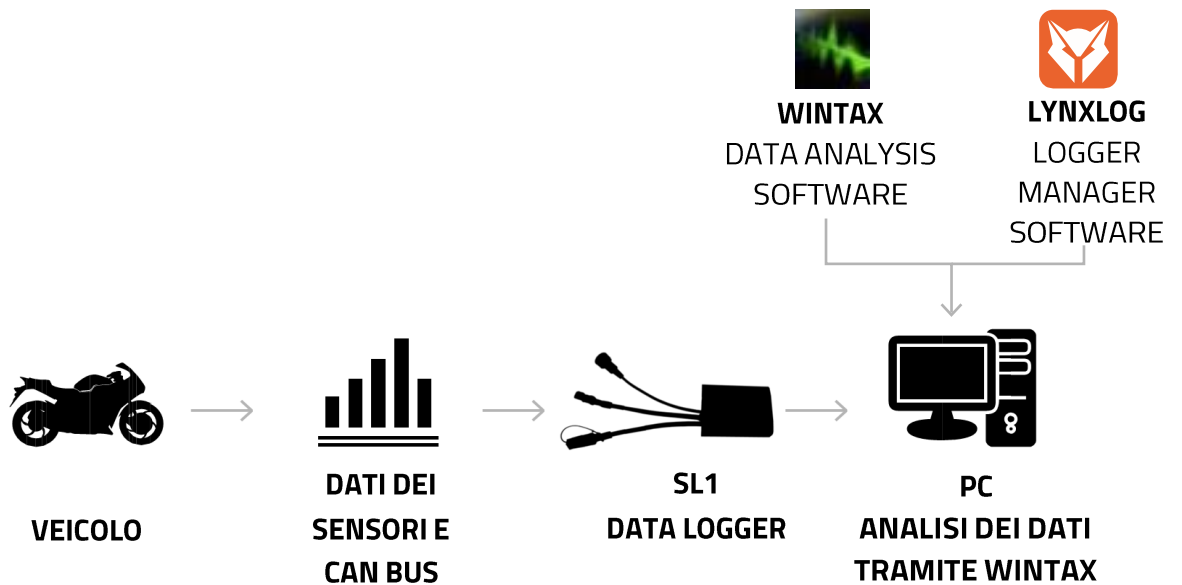 WINTAX
DATA ANALYSIS
SOFTWARE
LYNXLOG
LOGGER
MANAGER
SOFTWARE
VEICOLO
DATI DEI
SENSORI E
CAN BUS
SL1
DATA LOGGER
PC
ANALISI DEI DATI
TRAMITE WINTAX